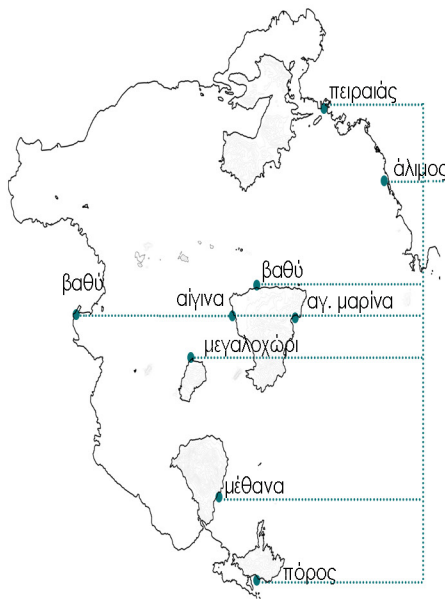 πειραιάς
άλιμος
βαθύ
βαθύ
αίγινα
αγ. μαρίνα
μεγαλοχώρι
μέθανα
πόρος